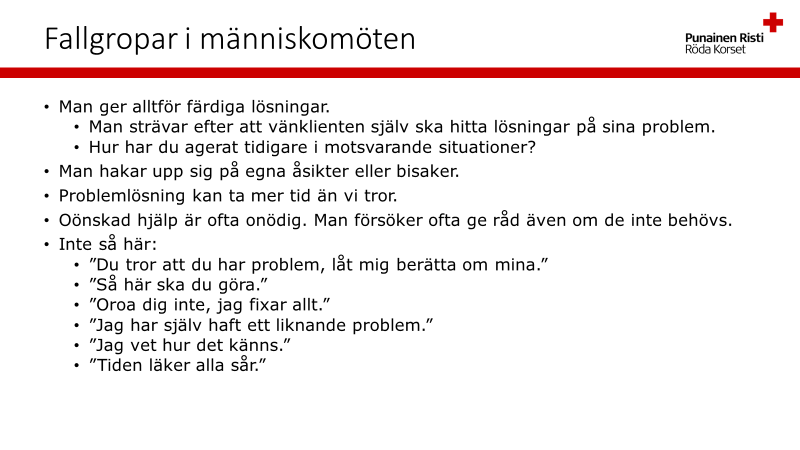 Fallgropar i människomöten
Punainen Risti
Röda Korset
• Man ger alltför färdiga lösningar.
• Man strävar efter att vänklienten själv ska hitta lösningar på sina problem.
• Hur har du agerat tidigare i motsvarande situationer?
• Man hakar upp sig på egna åsikter eller bisaker.
• Problemlösning kan ta mer tid än vi tror.
• Oönskad hjälp är ofta onödig. Man försöker ofta ge råd även om de inte behövs.
• Inte så här:
• ”Du tror att du har problem, låt mig berätta om mina.”
• ”Så här ska du göra.”
• ”Oroa dig inte, jag fixar allt.”
• ”Jag har själv haft ett liknande problem.”
• ”Jag vet hur det känns.”
• ”Tiden läker alla sår.”